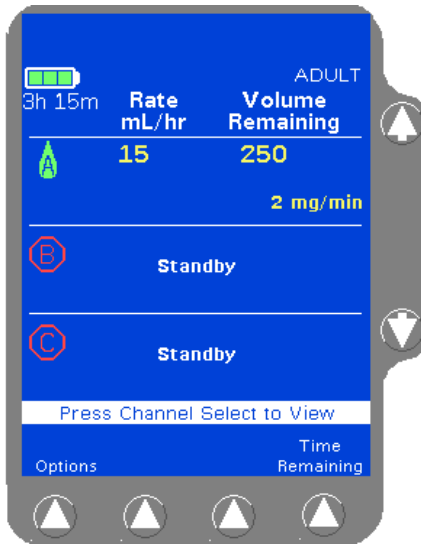 ADULT
3h 15m
Rate
mL/hr
Volume
Remaining
A
15
250
2 mg/min
B
Standby
C
Standby
Press Channel Select to View
Options
Time
Remaining